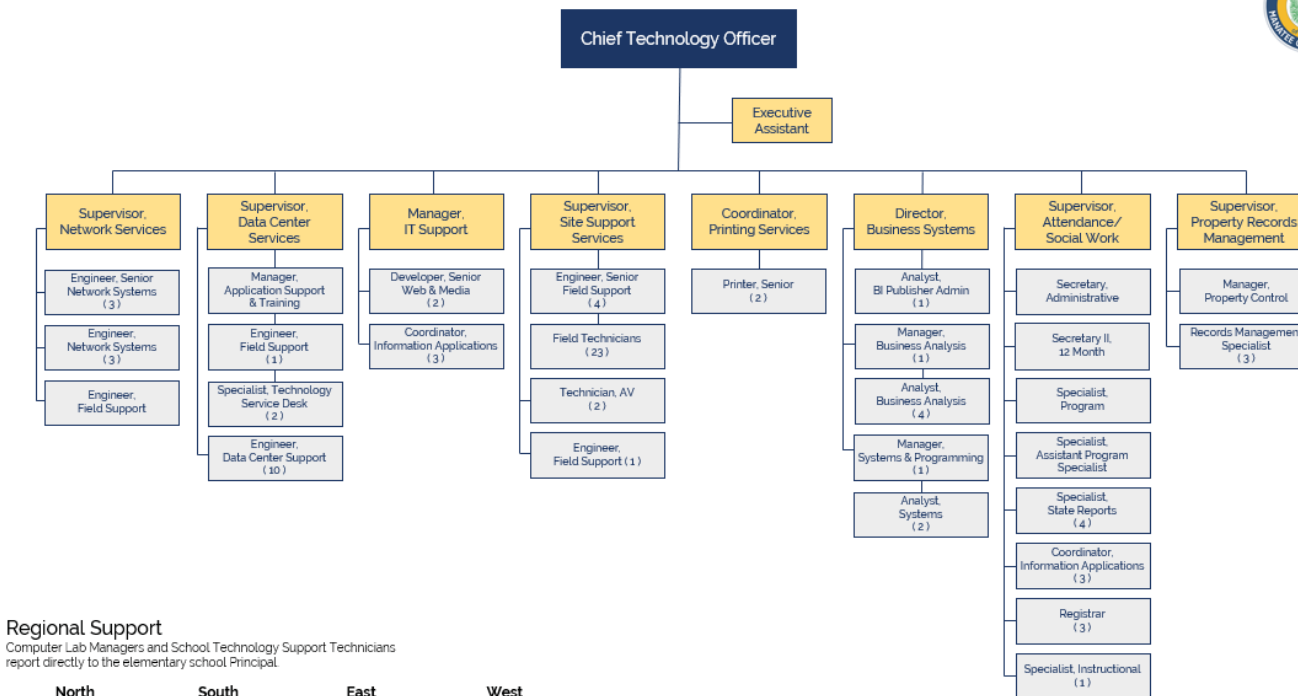 Chief Technology Officer
MANATEE
Executive
Assistant
Supervisor,
Network Services
Engineer, Senior
Network Systems
(3)
Engineer,
Network Systems
(3)
Engineer,
Field Support
Supervisor,
Data Center
Services
Manager,
Application Support
& Training
Engineer,
Field Support
(1)
Specialist, Technology
Service Desk
(2)
Engineer,
Data Center Support
(10)
Manager,
IT Support
Developer, Senior
Web & Media
(2)
Coordinator,
Information Applications
(3)
Supervisor,
Site Support
Services
Engineer, Senior
Field Support
(4)
Field Technicians
(23)
Technician, AV
(2)
Engineer,
Field Support (1)
Coordinator,
Printing Services
Printer, Senior
(2)
Director,
Business Systems
Analyst,
BI Publisher Admin
(1)
Manager,
Business Analysis
(1)
Analyst,
Business Analysis
(4)
Manager,
Systems & Programming
(1)
Analyst,
Systems
(2)
Supervisor,
Attendance/
Social Work
Secretary,
Administrative
Secretary II,
12 Month
Specialist,
Program
Specialist,
Assistant Program
Specialist
Specialist,
State Reports
(4)
Coordinator,
Information Applications
(3)
Registrar
(3)
Specialist, Instructional
(1)
Supervisor,
Property Records
Management
Manager,
Property Control
Records Management
Specialist
(3)
Regional Support
Computer Lab Managers and School Technology Support Technicians
report directly to the elementary school Principal.
North South East West